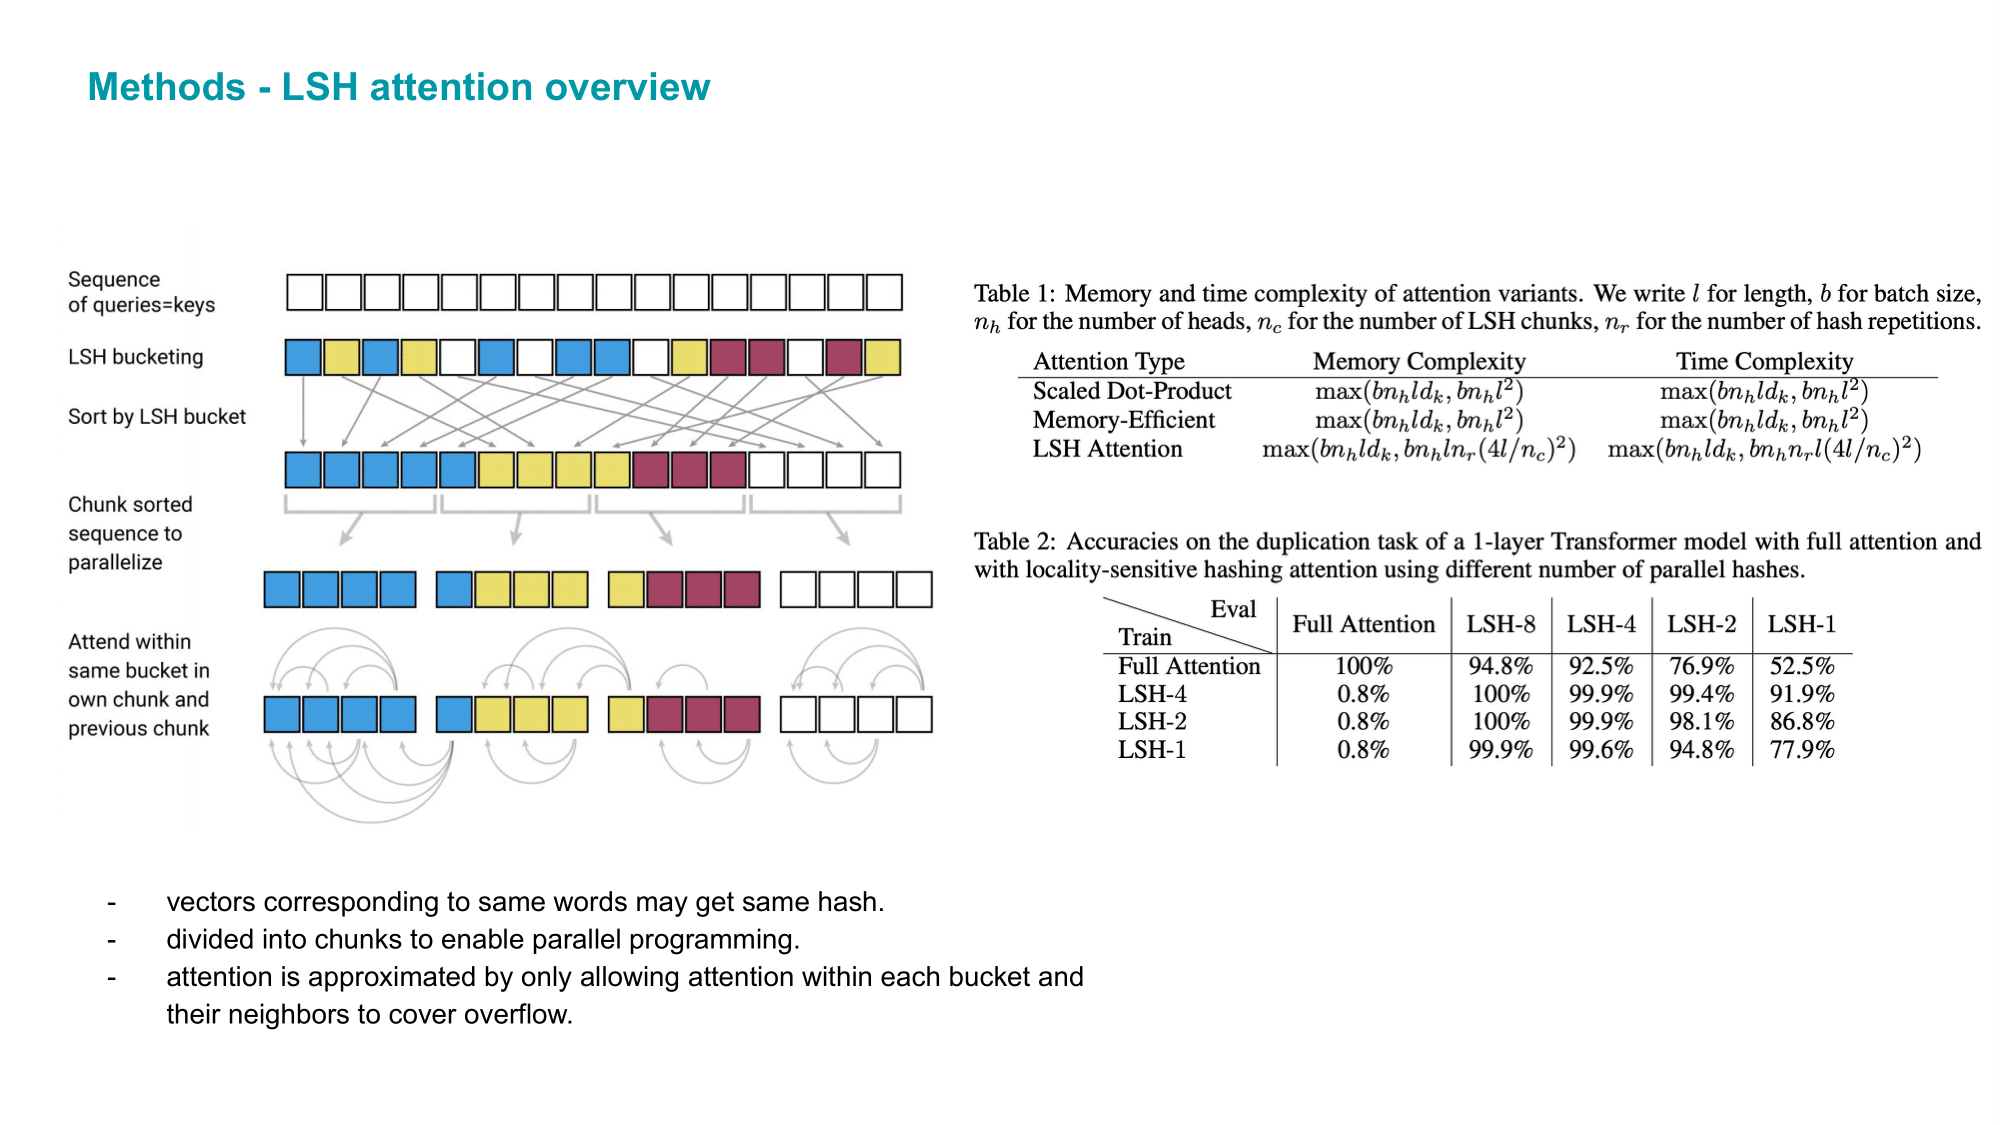 Methods - LSH attention overview
Sequence
of queries=keys
LSH bucketing
Sort by LSH bucket
Chunk sorted
sequence to
parallelize
Attend within
same bucket in
own chunk and
previous chunk
Table 1: Memory and time complexity of attention variants. We write l for length, b for batch size,
n_h for the number of heads, n_c for the number of LSH chunks, n_r for the number of hash repetitions.
Attention Type Memory Complexity Time Complexity
Scaled Dot-Product max(bn_hld_k, bn_hl²) max(bn_hld_k, bn_hl²)
Memory-Efficient max(bn_hld_k, bn_hl²) max(bn_hld_k, bn_hl²)
LSH Attention max(bn_hld_k, bn_hln_r(4l/n_c)²) max(bn_hld_k, bn_hn_rl(4l/n_c)²)
Table 2: Accuracies on the duplication task of a 1-layer Transformer model with full attention and
with locality-sensitive hashing attention using different number of parallel hashes.
Eval
Train
Full Attention LSH-8 LSH-4 LSH-2 LSH-1
Full Attention 100% 94.8% 92.5% 76.9% 52.5%
LSH-4 0.8% 100% 99.9% 99.4% 91.9%
LSH-2 0.8% 100% 99.9% 98.1% 86.8%
LSH-1 0.8% 99.9% 99.6% 94.8% 77.9%
- vectors corresponding to same words may get same hash.
- divided into chunks to enable parallel programming.
- attention is approximated by only allowing attention within each bucket and
their neighbors to cover overflow.